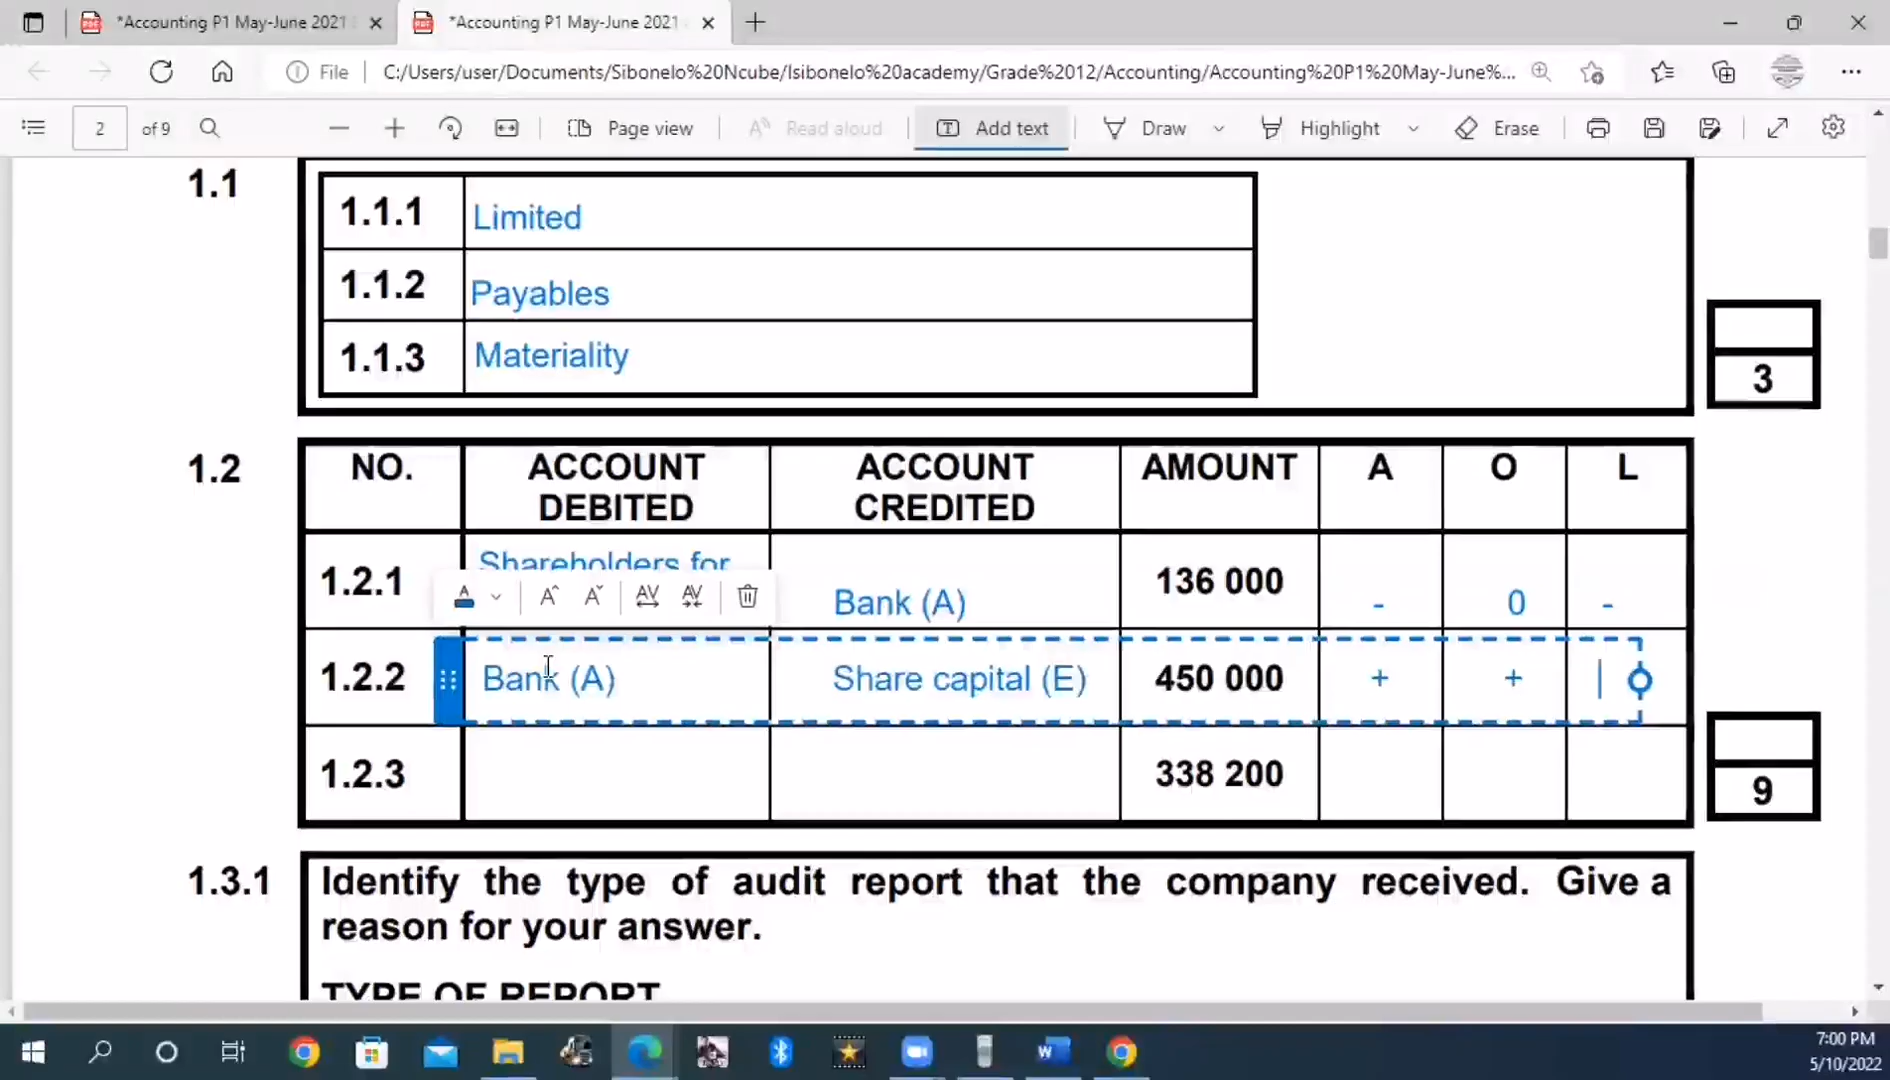 *Accounting P1 May-June 2021
*Accounting P1 May-June 2021
File
C:/Users/user/Documents/Sibonelo%20Ncube/Isibonelo%20academy/Grade%2012/Accounting/Accounting%20P1%20May-June%...
2 of 9
Page view
Read aloud
Add text
Draw
Highlight
Erase
1.1
1.1.1 Limited
1.1.2 Payables
1.1.3 Materiality
3
1.2
NO. ACCOUNT DEBITED ACCOUNT CREDITED AMOUNT A O L
1.2.1 Shareholders for Bank (A) 136 000 - 0 -
1.2.2 Bank (A) Share capital (E) 450 000 + +
1.2.3 338 200
9
1.3.1 Identify the type of audit report that the company received. Give a
reason for your answer.
TYPE OF REPORT
7:00 PM
5/10/2022